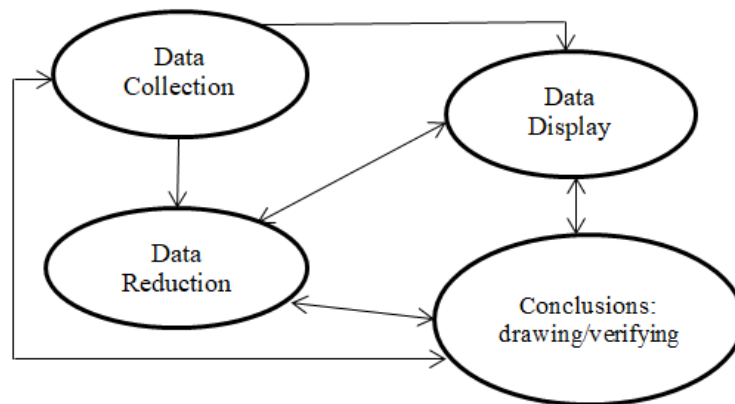 Data
Collection
Data
Display
Data
Reduction
Conclusions:
drawing/verifying